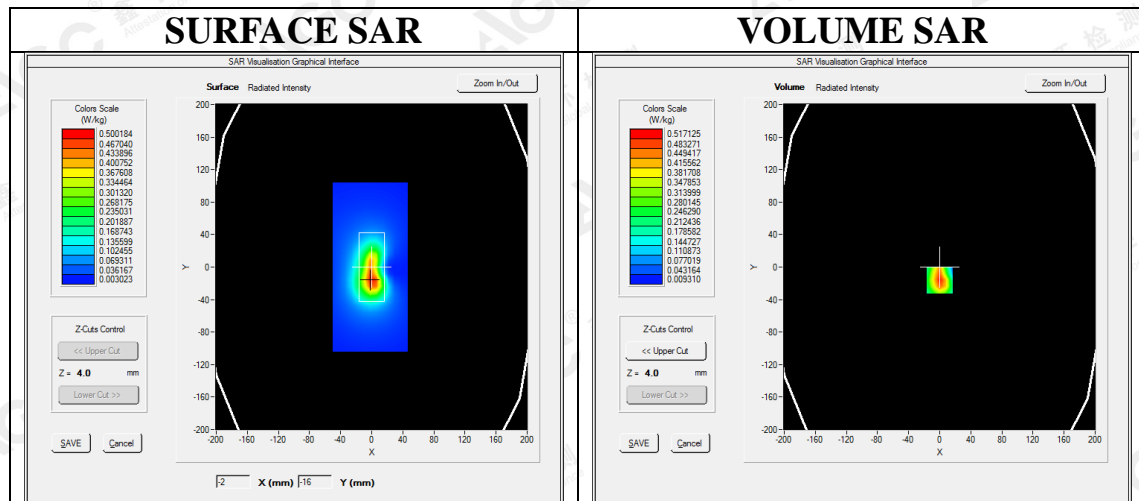 SURFACE SAR
VOLUME SAR
SAR Visualisation Graphical Interface
Surface Radiated Intensity
Zoom In/Out
Colors Scale
(W/kg)
0.500184
0.467040
0.433896
0.400752
0.367608
0.334464
0.301320
0.268175
0.235031
0.201887
0.168743
0.135599
0.102455
0.069311
0.036167
0.003023
200
160
120
80
40
0
-40
-80
-120
-160
-200
Y
-200 -160 -120 -80 -40 0 40 80 120 160 200
X
Z-Cuts Control
<< Upper Cut
Z = 4.0 mm
Lower Cut >>
SAVE Cancel
-2 X (mm) -16 Y (mm)
SAR Visualisation Graphical Interface
Volume Radiated Intensity
Zoom In/Out
Colors Scale
(W/kg)
0.517125
0.483271
0.449417
0.415562
0.381708
0.347853
0.313999
0.280145
0.246290
0.212436
0.178582
0.144727
0.110873
0.077019
0.043164
0.009310
200
160
120
80
40
0
-40
-80
-120
-160
-200
Y
-200 -160 -120 -80 -40 0 40 80 120 160 200
X
Z-Cuts Control
<< Upper Cut
Z = 4.0 mm
Lower Cut >>
SAVE Cancel